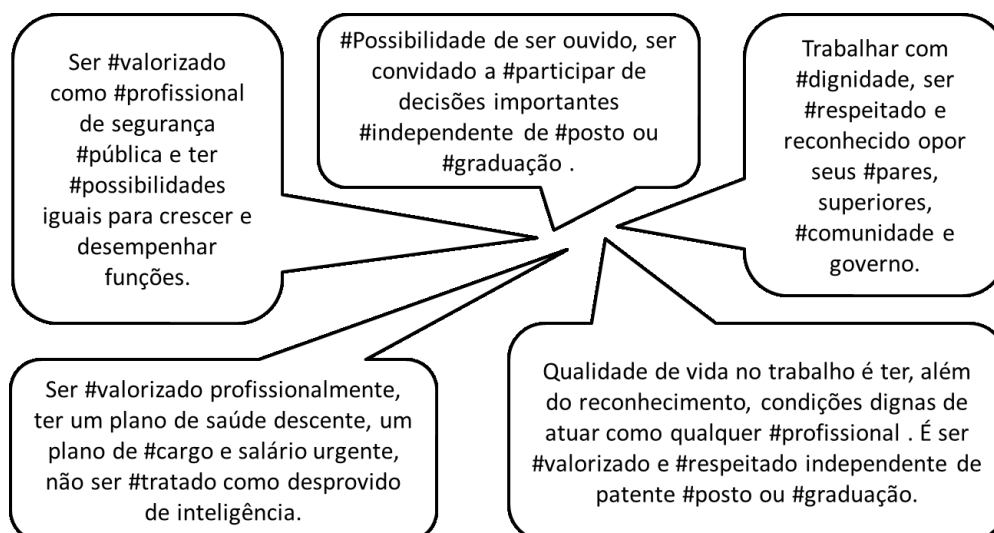 Ser #valorizado
como #profissional
de segurança
#pública e ter
#possibilidades
iguais para crescer e
desempenhar
funções.
#Possibilidade de ser ouvido, ser
convidado a #participar de
decisões importantes
#independente de #posto ou
#graduação .
Trabalhar com
#dignidade, ser
#respeitado e
reconhecido opor
seus #pares,
superiores,
#comunidade e
governo.
Ser #valorizado profissionalmente,
ter um plano de saúde descente, um
plano de #cargo e salário urgente,
não ser #tratado como desprovido
de inteligência.
Qualidade de vida no trabalho é ter, além
do reconhecimento, condições dignas de
atuar como qualquer #profissional . É ser
#valorizado e #respeitado independente de
patente #posto ou #graduação.